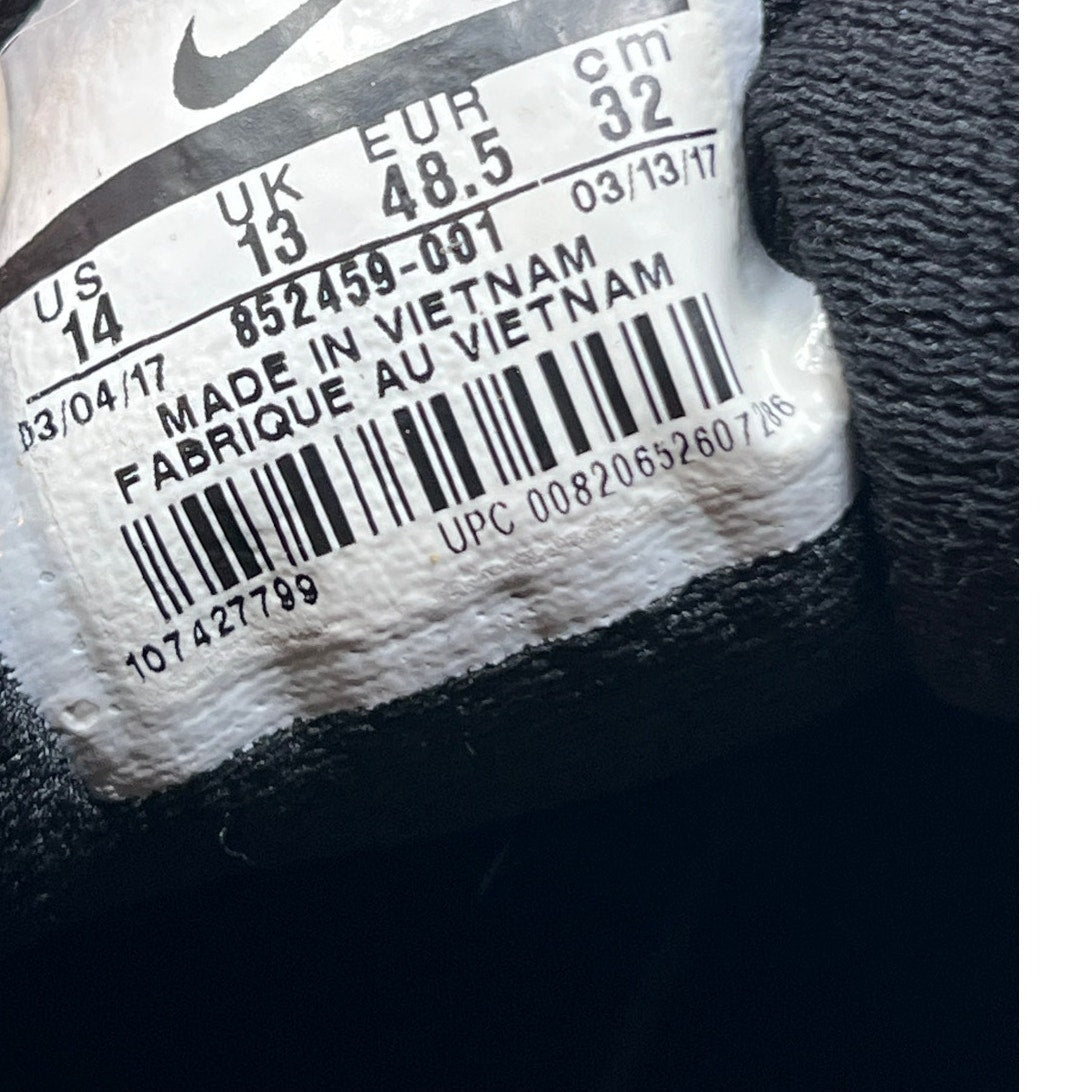 US UK EUR cm
14 13 48.5 32
03/04/17 852459-001 03/13/17
MADE IN VIETNAM
FABRIQUE AU VIETNAM
UPC 00820652607286
107427799